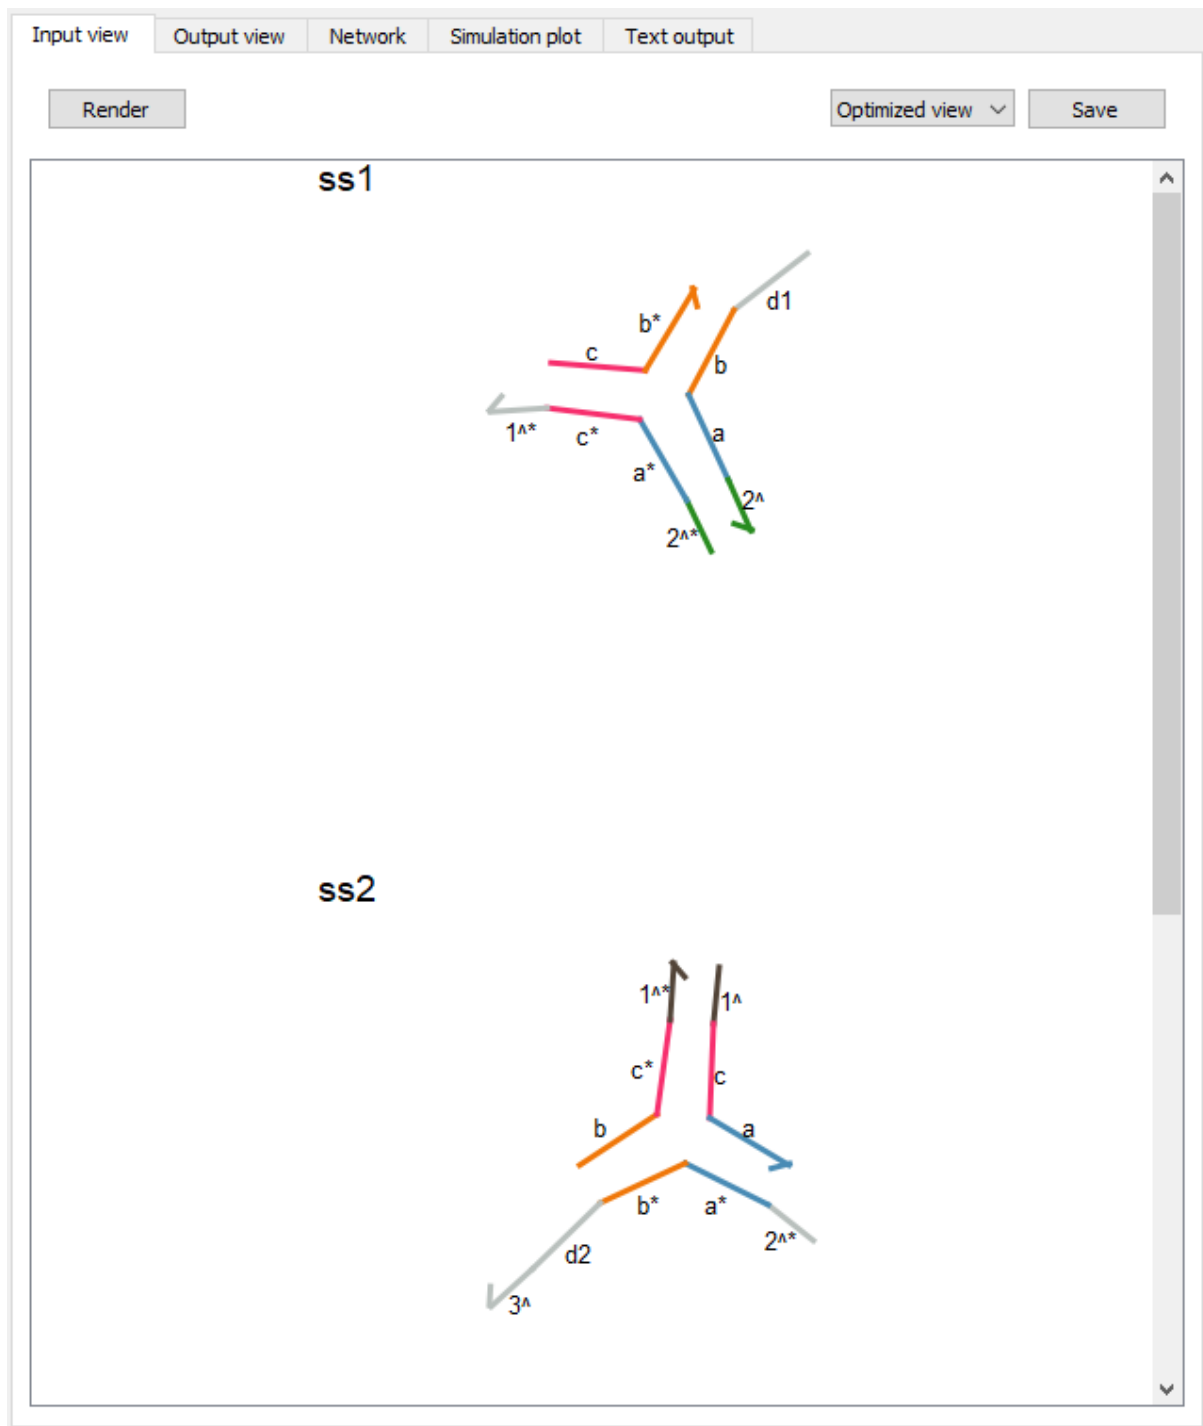 Input view Output view Network Simulation plot Text output
Render Optimized view Save
ss1
d1
b*
c
b
1^* c* a
a*
2^
2^*
ss2
1^* 1^
c* c
b a
b* a*
2^*
d2
3^